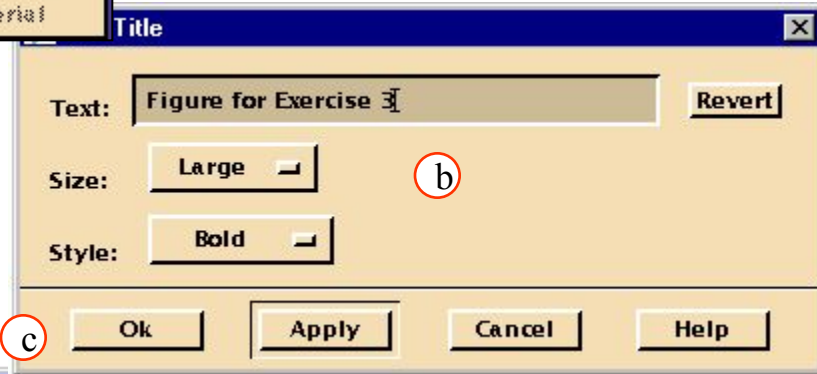 erial
Title
Text: Figure for Exercise 3 Revert
Size: Large b
Style: Bold
c Ok Apply Cancel Help